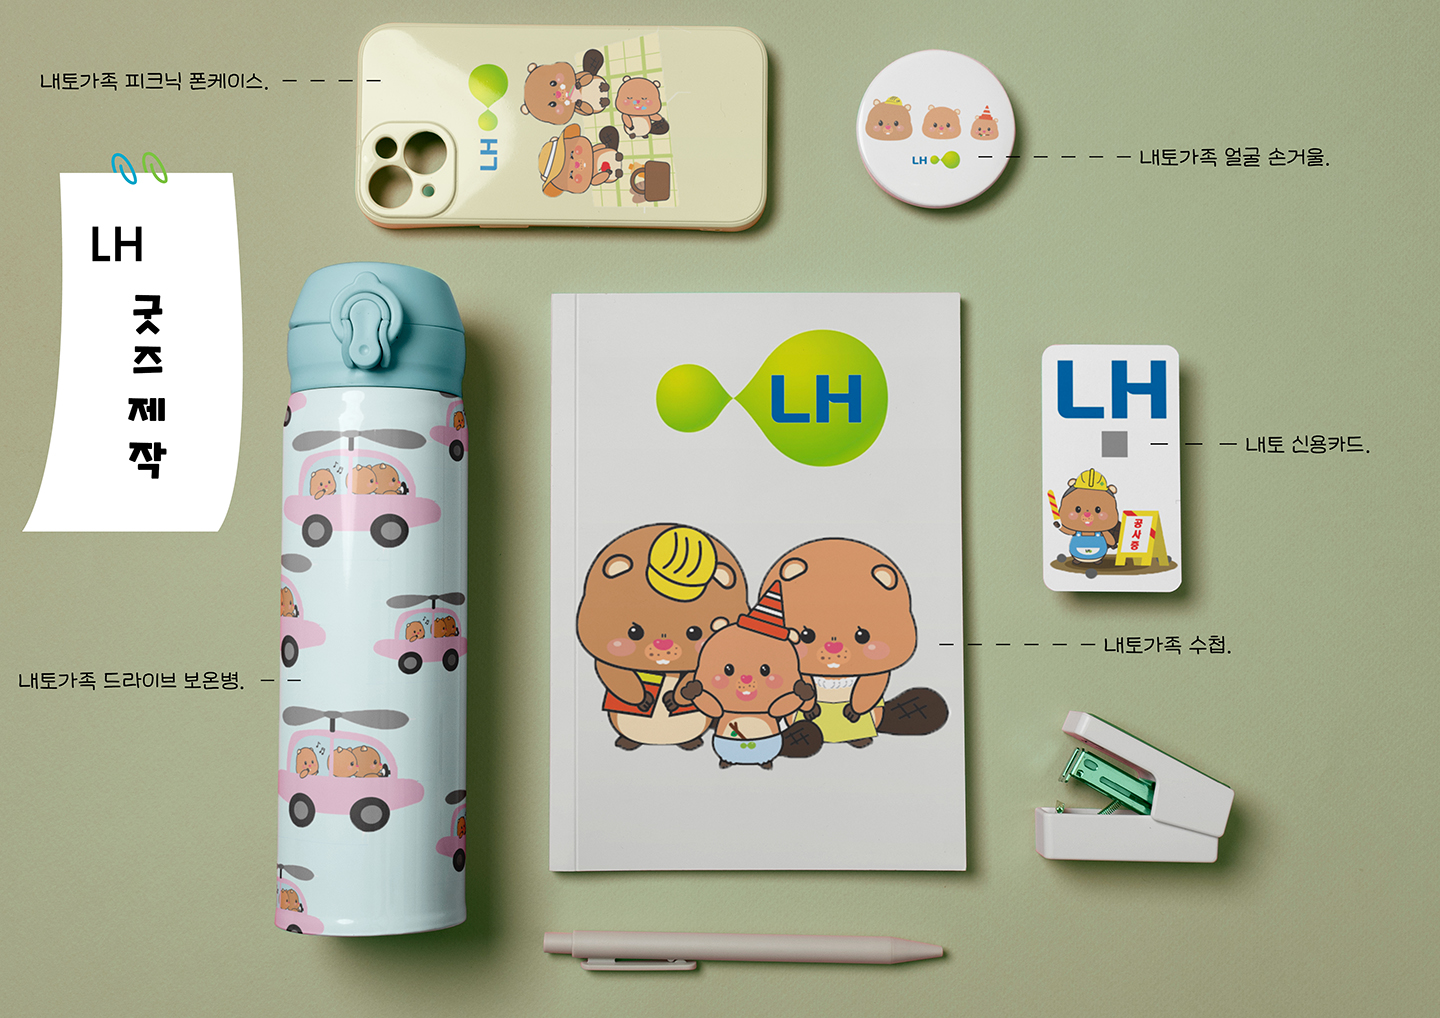 내토가족 피크닉 폰케이스.
LH
내토가족 얼굴 손거울.
LH
LH
굿즈제작
LH
LH
내토 신용카드.
공사중
내토가족 수첩.
내토가족 드라이브 보온병.